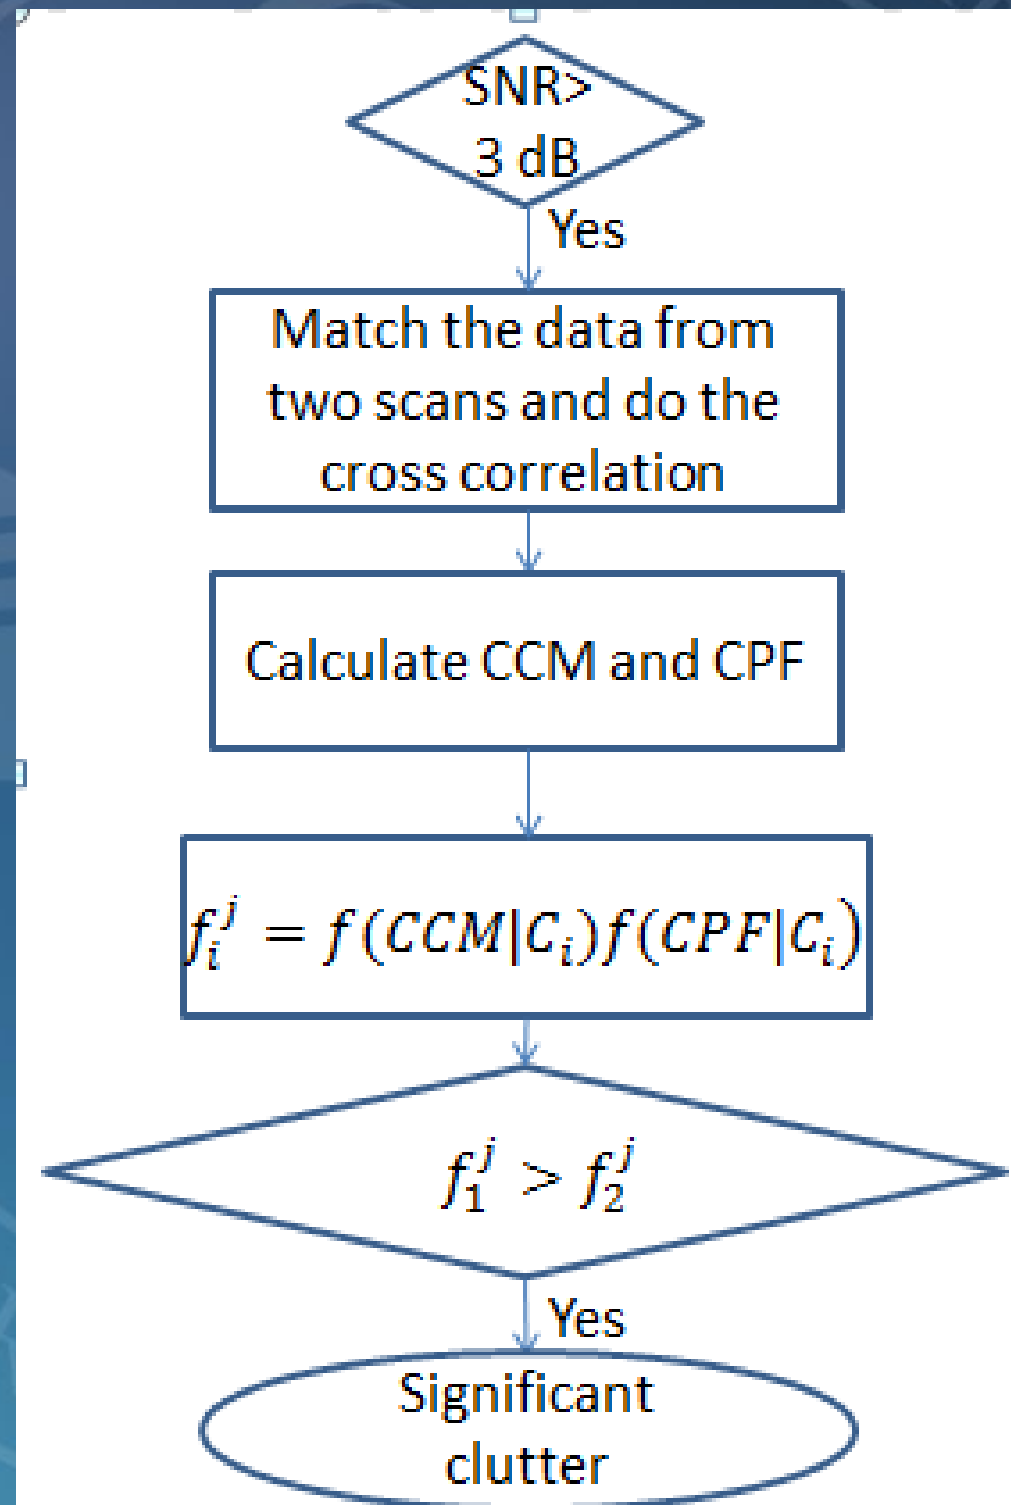 SNR>
3 dB
Yes
Match the data from
two scans and do the
cross correlation
Calculate CCM and CPF
$f_i^j = f(CCM|C_i)f(CPF|C_i)$
$f_1^j > f_2^j$
Yes
Significant
clutter